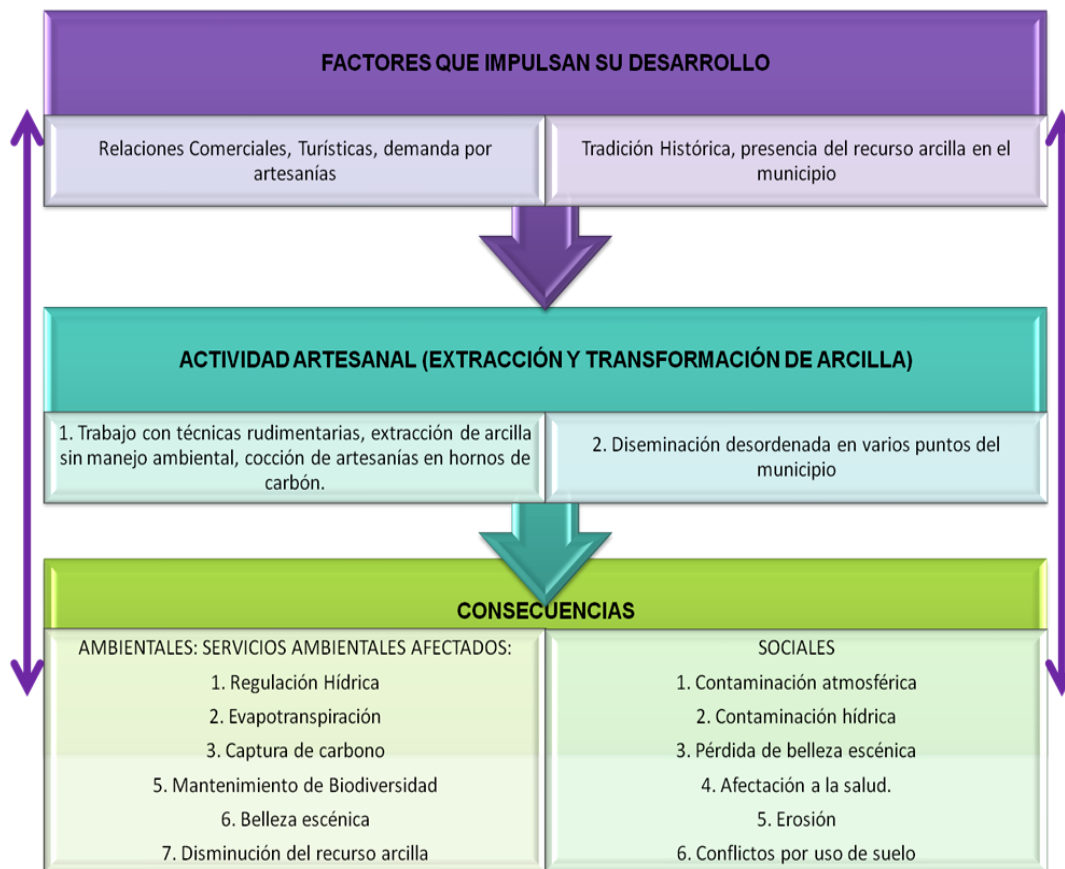 FACTORES QUE IMPULSAN SU DESARROLLO
Relaciones Comerciales, Turísticas, demanda por
artesanías
Tradición Histórica, presencia del recurso arcilla en el
municipio
ACTIVIDAD ARTESANAL (EXTRACCIÓN Y TRANSFORMACIÓN DE ARCILLA)
1. Trabajo con técnicas rudimentarias, extracción de arcilla
sin manejo ambiental, cocción de artesanías en hornos de
carbón.
2. Diseminación desordenada en varios puntos del
municipio
CONSECUENCIAS
AMBIENTALES: SERVICIOS AMBIENTALES AFECTADOS:
1. Regulación Hídrica
2. Evapotranspiración
3. Captura de carbono
5. Mantenimiento de Biodiversidad
6. Belleza escénica
7. Disminución del recurso arcilla
SOCIALES
1. Contaminación atmosférica
2. Contaminación hídrica
3. Pérdida de belleza escénica
4. Afectación a la salud.
5. Erosión
6. Conflictos por uso de suelo